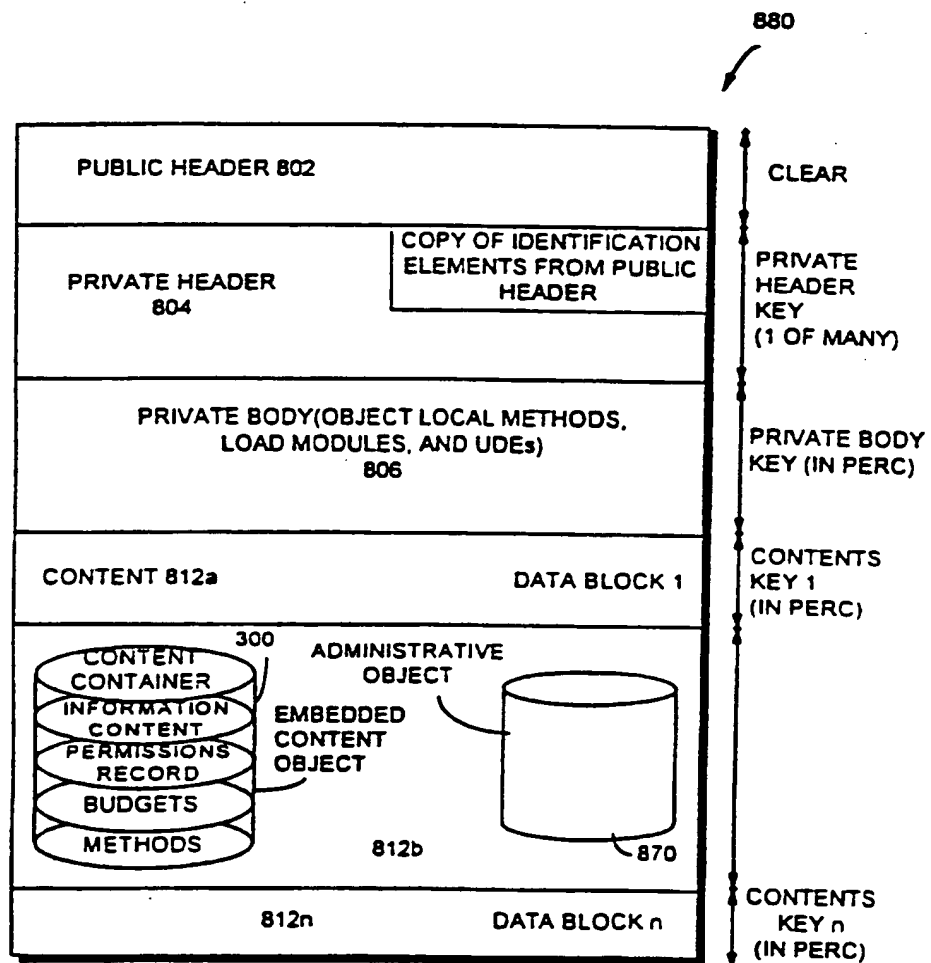 880
PUBLIC HEADER 802
CLEAR
COPY OF IDENTIFICATION
ELEMENTS FROM PUBLIC
HEADER
PRIVATE HEADER
804
PRIVATE
HEADER
KEY
(1 OF MANY)
PRIVATE BODY(OBJECT LOCAL METHODS,
LOAD MODULES, AND UDEs)
806
PRIVATE BODY
KEY (IN PERC)
CONTENT 812a
DATA BLOCK 1
CONTENTS
KEY 1
(IN PERC)
300
CONTENT
CONTAINER
INFORMATION
CONTENT
PERMISSIONS
RECORD
BUDGETS
METHODS
EMBEDDED
CONTENT
OBJECT
ADMINISTRATIVE
OBJECT
812b
870
812n
DATA BLOCK n
CONTENTS
KEY n
(IN PERC)